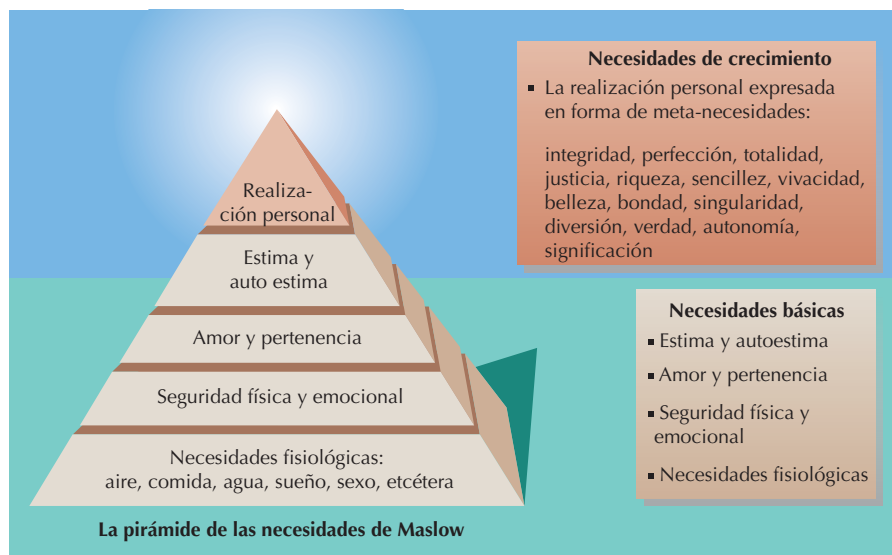 Realiza-
ción personal
Estima y
auto estima
Amor y pertenencia
Seguridad física y emocional
Necesidades fisiológicas:
aire, comida, agua, sueño, sexo, etcétera
La pirámide de las necesidades de Maslow
Necesidades de crecimiento
▪ La realización personal expresada
en forma de meta-necesidades:
integridad, perfección, totalidad,
justicia, riqueza, sencillez, vivacidad,
belleza, bondad, singularidad,
diversión, verdad, autonomía,
significación
Necesidades básicas
▪ Estima y autoestima
▪ Amor y pertenencia
▪ Seguridad física y
emocional
▪ Necesidades fisiológicas